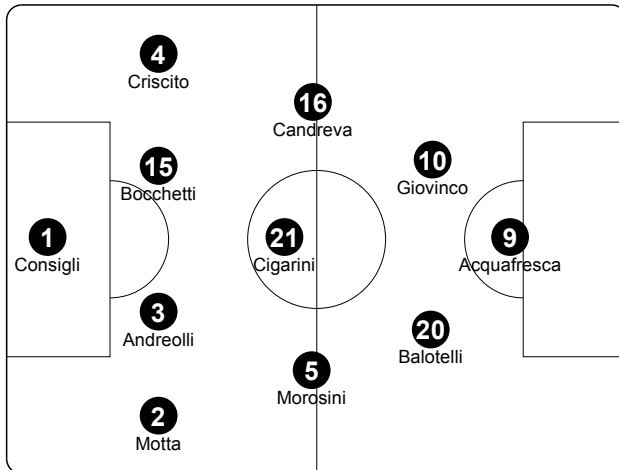 4
Criscito
16
Candreva
15
Bocchetti
10
Giovinco
1
Consigli
21
Cigarini
9
Acquafresca
3
Andreolli
20
Balotelli
5
Morosini
2
Motta